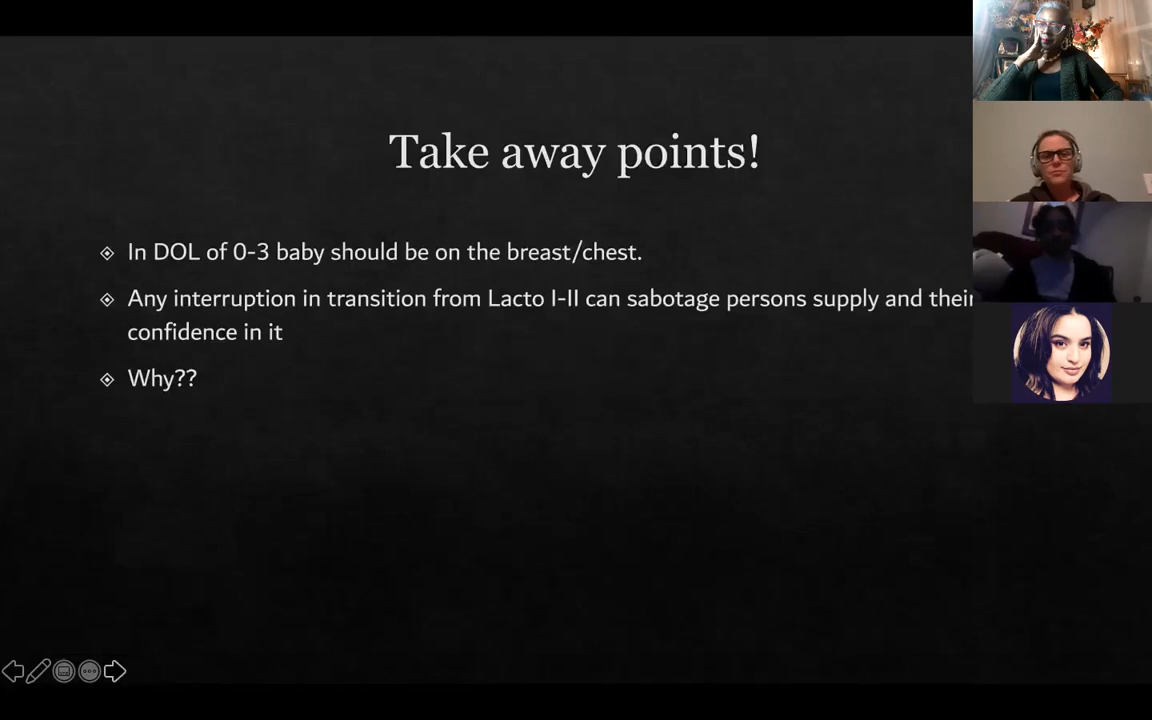 Take away points!
In DOL of 0-3 baby should be on the breast/chest.
Any interruption in transition from Lacto I-II can sabotage persons supply and their
confidence in it
Why??